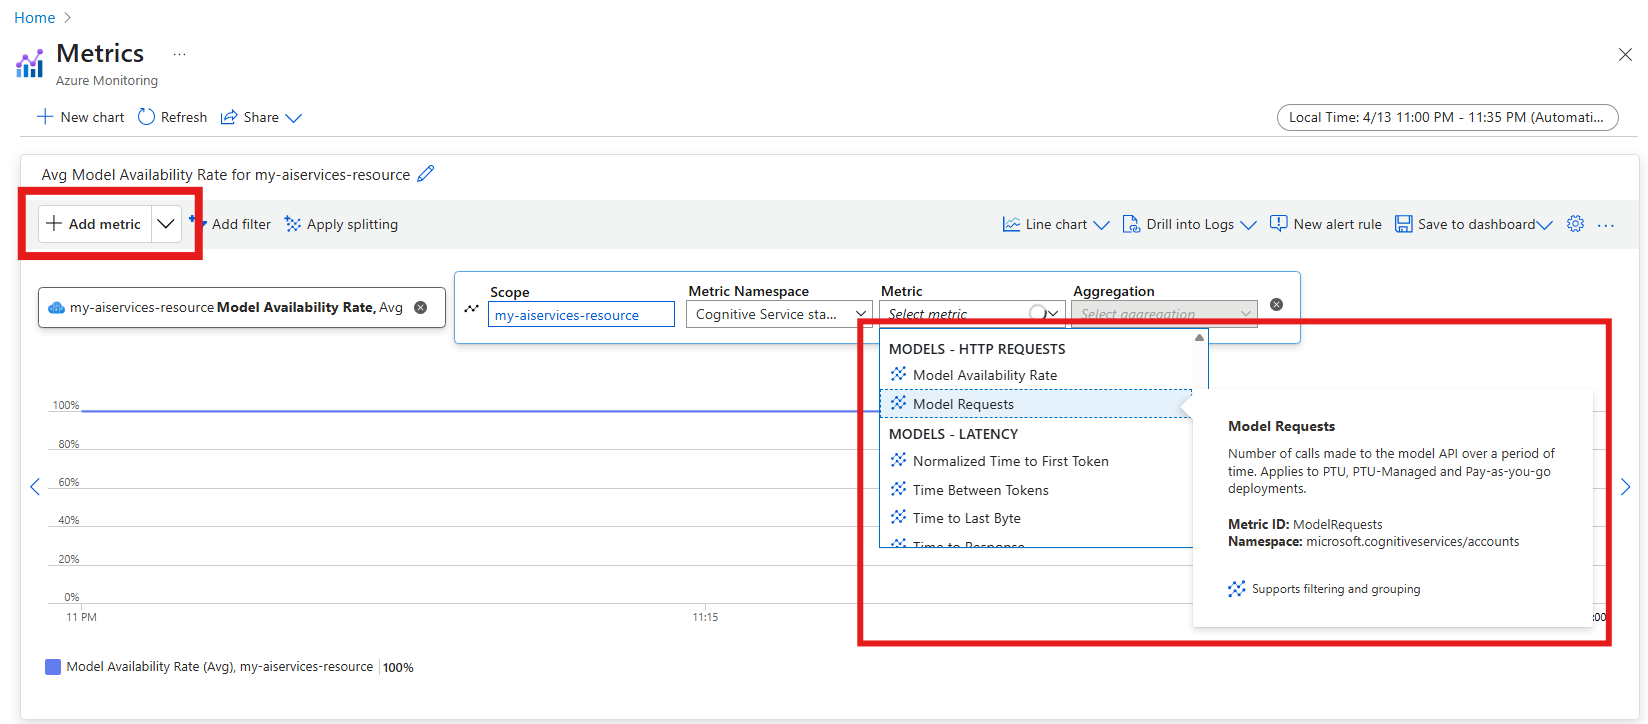 Home
Metrics
...
Azure Monitoring
New chart
Refresh
Share
Local Time: 4/13 11:00 PM - 11:35 PM (Automati...
Avg Model Availability Rate for my-aiservices-resource
Add metric
Add filter
Apply splitting
Line chart
Drill into Logs
New alert rule
Save to dashboard
...
my-aiservices-resource Model Availability Rate, Avg
Scope
my-aiservices-resource
Metric Namespace
Cognitive Service sta...
Metric
Select metric
Aggregation
Select aggregation
MODELS - HTTP REQUESTS
Model Availability Rate
Model Requests
MODELS - LATENCY
Normalized Time to First Token
Time Between Tokens
Time to Last Byte
Time to Response
Model Requests
Number of calls made to the model API over a period of
time. Applies to PTU, PTU-Managed and Pay-as-you-go
deployments.
Metric ID: ModelRequests
Namespace: microsoft.cognitiveservices/accounts
Supports filtering and grouping
100%
80%
60%
40%
20%
0%
11 PM
11:15
:00
Model Availability Rate (Avg), my-aiservices-resource
100%